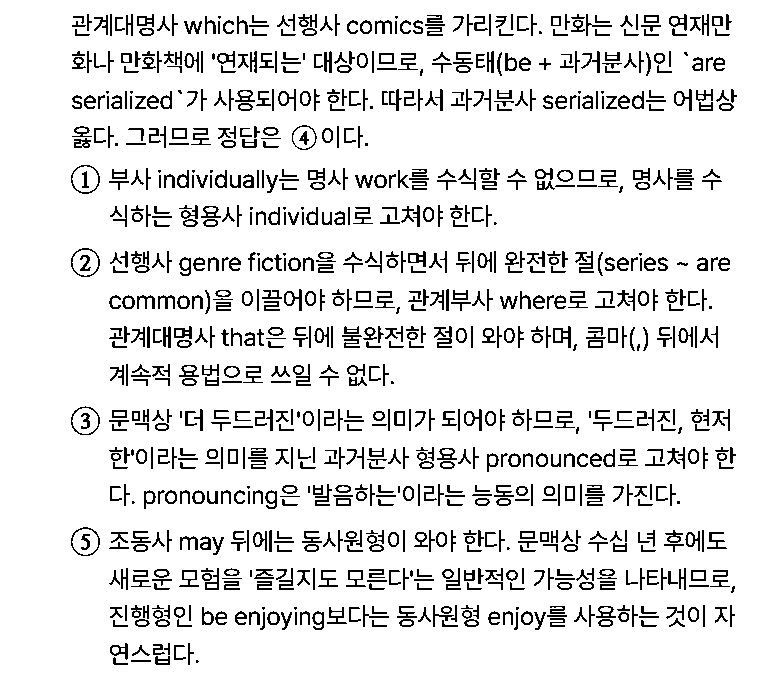 관계대명사 which는 선행사 comics를 가리킨다. 만화는 신문 연재만
화나 만화책에 '연재되는' 대상이므로, 수동태(be + 과거분사)인 `are
serialized`가 사용되어야 한다. 따라서 과거분사 serialized는 어법상
옳다. 그러므로 정답은 ④이다.
① 부사 individually는 명사 work를 수식할 수 없으므로, 명사를 수
식하는 형용사 individual로 고쳐야 한다.
② 선행사 genre fiction을 수식하면서 뒤에 완전한 절(series ~ are
common)을 이끌어야 하므로, 관계부사 where로 고쳐야 한다.
관계대명사 that은 뒤에 불완전한 절이 와야 하며, 콤마(,) 뒤에서
계속적 용법으로 쓰일 수 없다.
③ 문맥상 '더 두드러진'이라는 의미가 되어야 하므로, '두드러진, 현저
한'이라는 의미를 지닌 과거분사 형용사 pronounced로 고쳐야 한
다. pronouncing은 '발음하는'이라는 능동의 의미를 가진다.
⑤ 조동사 may 뒤에는 동사원형이 와야 한다. 문맥상 수십 년 후에도
새로운 모험을 '즐길지도 모른다'는 일반적인 가능성을 나타내므로,
진행형인 be enjoying보다는 동사원형 enjoy를 사용하는 것이 자
연스럽다.